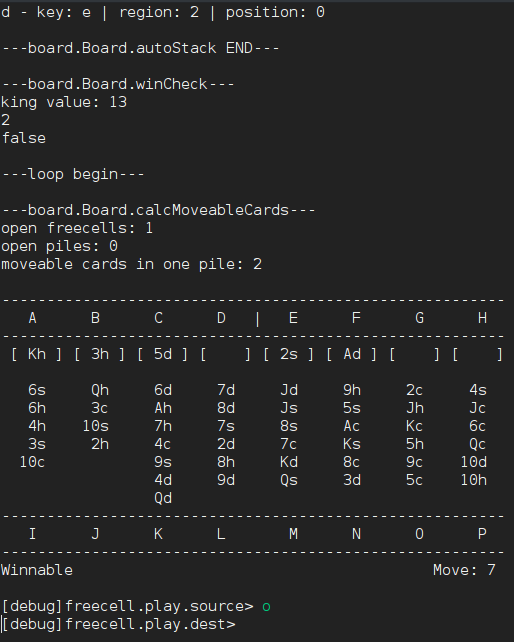 d - key: e | region: 2 | position: 0
---board.Board.autoStack END---
---board.Board.winCheck---
king value: 13
2
false
---loop begin---
---board.Board.calcMoveableCards---
open freecells: 1
open piles: 0
moveable cards in one pile: 2
--------------------------------------------------------
A B C D | E F G H
--------------------------------------------------------
[ Kh ] [ 3h ] [ 5d ] [ ] [ 2s ] [ Ad ] [ ] [ ]
6s Qh 6d 7d Jd 9h 2c 4s
6h 3c Ah 8d Js 5s Jh Jc
4h 10s 7h 7s 8s Ac Kc 6c
3s 2h 4c 2d 7c Ks 5h Qc
10c 9s 8h Kd 8c 9c 10d
4d 9d Qs 3d 5c 10h
Qd
--------------------------------------------------------
I J K L M N O P
--------------------------------------------------------
Winnable Move: 7
[debug]freecell.play.source> o
[debug]freecell.play.dest>